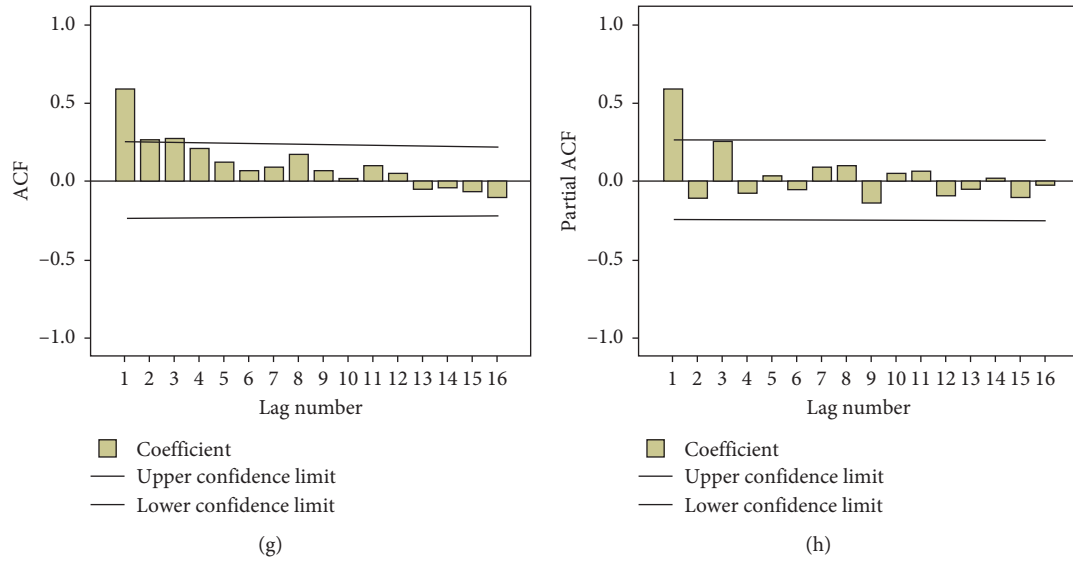 1.0
0.5
0.0
−0.5
−1.0
ACF
1 2 3 4 5 6 7 8 9 10 11 12 13 14 15 16
Lag number
Coefficient
Upper confidence limit
Lower confidence limit
(g)
1.0
0.5
0.0
−0.5
−1.0
Partial ACF
1 2 3 4 5 6 7 8 9 10 11 12 13 14 15 16
Lag number
Coefficient
Upper confidence limit
Lower confidence limit
(h)